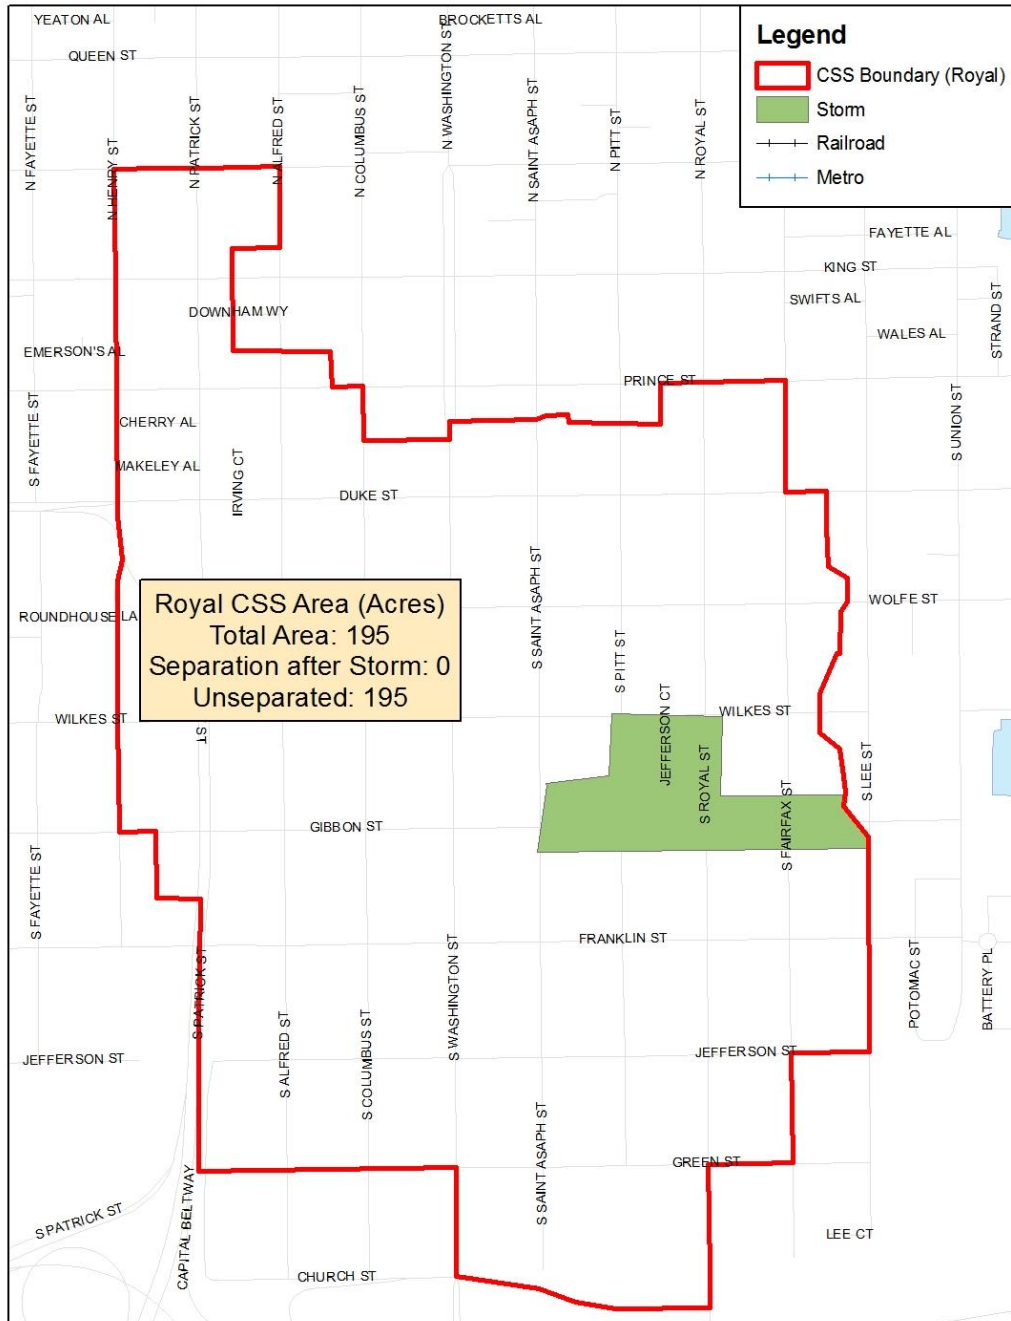 YEATON AL
BROCKETTS AL
QUEEN ST
N FAYETTE ST
N HENRY ST
N PATRICK ST
N ALFRED ST
N COLUMBUS ST
N WASHINGTON ST
N SAINT ASAPH ST
N PITT ST
N ROYAL ST
Legend
CSS Boundary (Royal)
Storm
Railroad
Metro
FAYETTE AL
KING ST
SWIFTS AL
WALES AL
STRAND ST
DOWNHAM WY
EMERSON'S AL
PRINCE ST
S FAYETTE ST
CHERRY AL
MAKELEY AL
IRVING CT
DUKE ST
S UNION ST
Royal CSS Area (Acres)
Total Area: 195
Separation after Storm: 0
Unseparated: 195
ROUNDHOUSE LA
S SAINT ASAPH ST
S PITT ST
WOLFE ST
WILKES ST
ST
JEFFERSON CT
WILKES ST
S ROYAL ST
S LEE ST
S FAIRFAX ST
GIBBON ST
S FAYETTE ST
FRANKLIN ST
S PATRICK ST
S WASHINGTON ST
POTOMAC ST
BATTERY PL
JEFFERSON ST
S ALFRED ST
S COLUMBUS ST
JEFFERSON ST
S SAINT ASAPH ST
GREEN ST
S PATRICK ST
CAPITAL BELTWAY
LEE CT
CHURCH ST